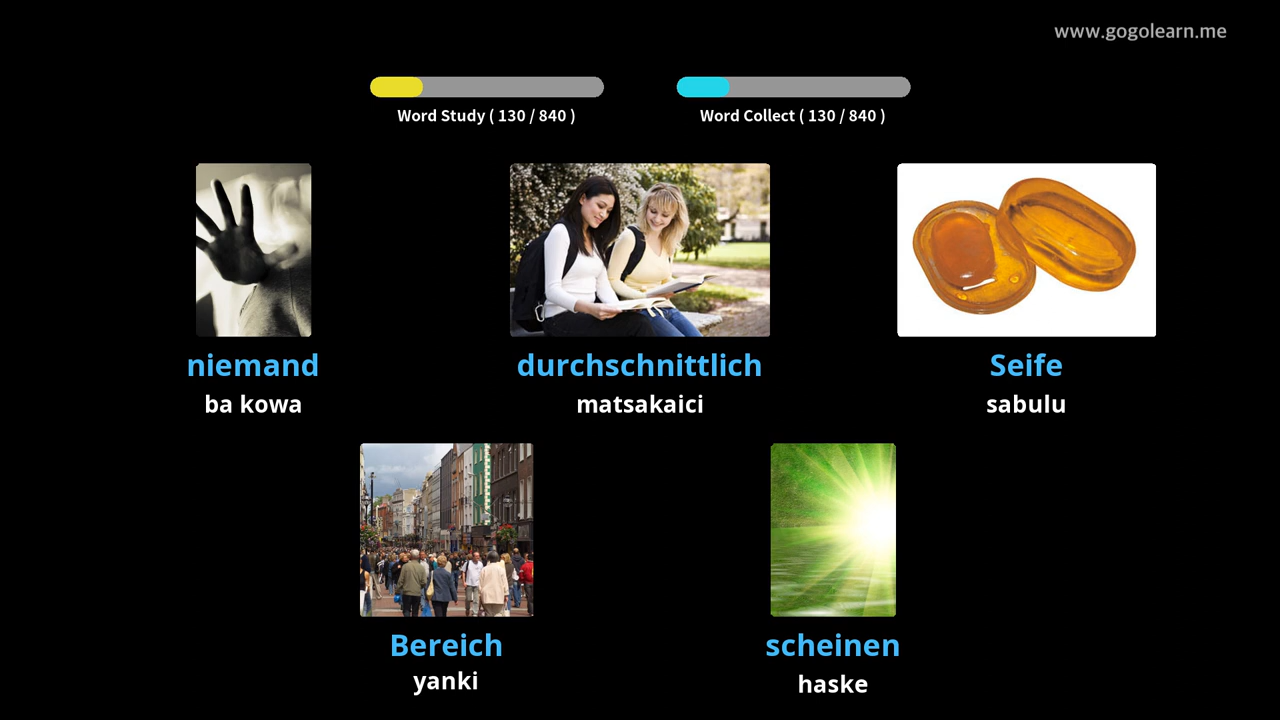 www.gogolearn.me
Word Study ( 130 / 840 )
Word Collect ( 130 / 840 )
niemand
ba kowa
durchschnittlich
matsakaici
Seife
sabulu
Bereich
yanki
scheinen
haske